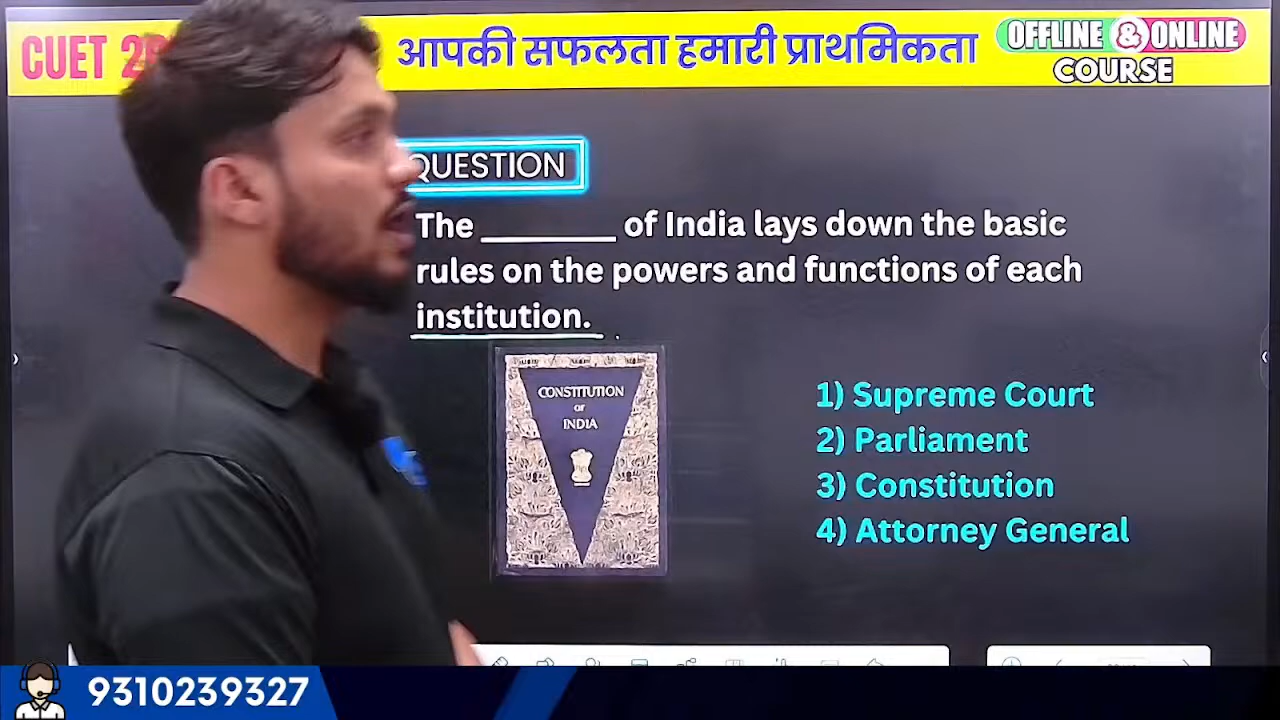 CUET
आपकी सफलता हमारी प्राथमिकता
OFFLINE & ONLINE
COURSE
QUESTION
The _______ of India lays down the basic
rules on the powers and functions of each
institution.
CONSTITUTION
OF
INDIA
1) Supreme Court
2) Parliament
3) Constitution
4) Attorney General
9310239327